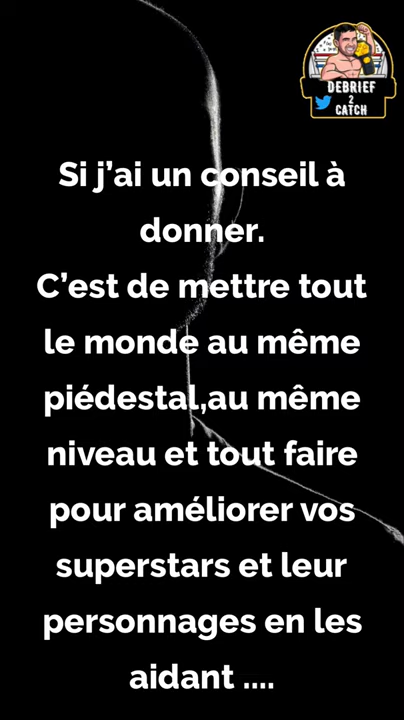 DEBRIEF
2
CATCH
Si j’ai un conseil à
donner.
C’est de mettre tout
le monde au même
piédestal,au même
niveau et tout faire
pour améliorer vos
superstars et leur
personnages en les
aidant ....